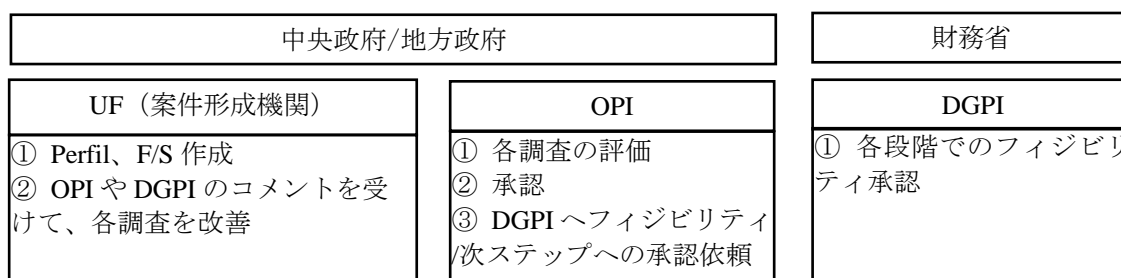 中央政府/地方政府
財務省
UF（案件形成機関）
① Perfil、F/S 作成
② OPI や DGPI のコメントを受
けて、各調査を改善
OPI
① 各調査の評価
② 承認
③ DGPI へフィジビリティ
/次ステップへの承認依頼
DGPI
① 各段階でのフィジビリ
ティ承認